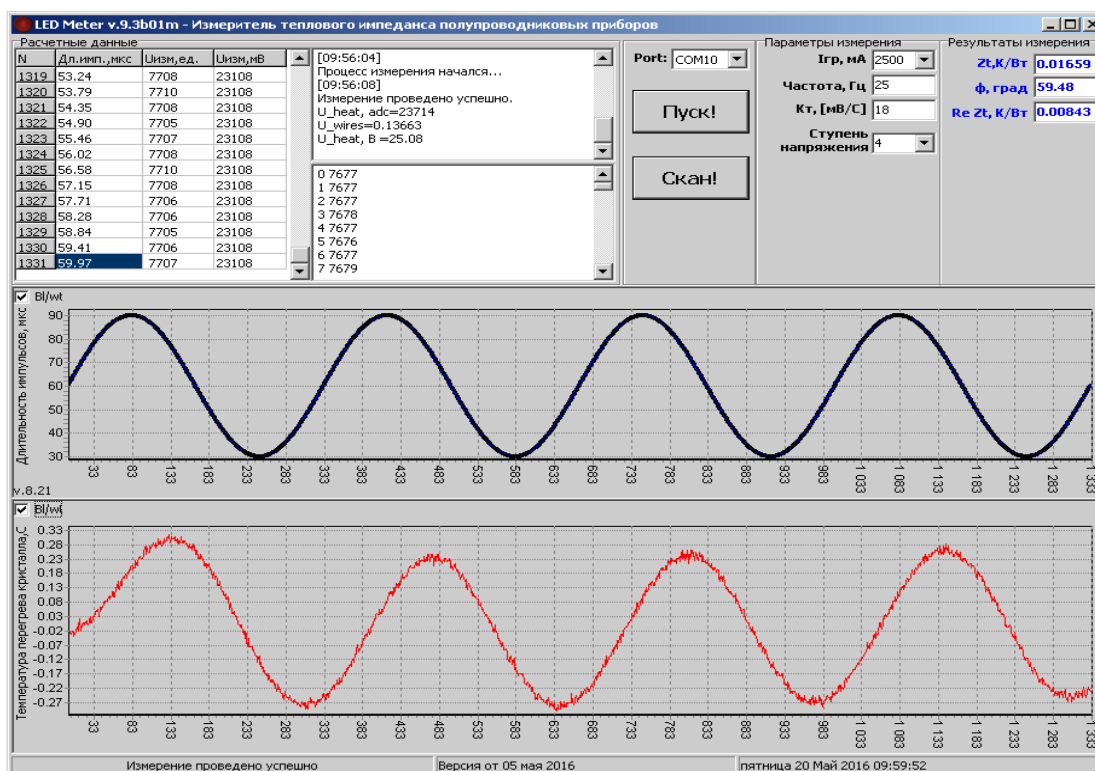 LED Meter v.9.3b01m - Измеритель теплового импеданса полупроводниковых приборов
Расчетные данные
N Дл.имп.,мкс Uизм,ед. Uизм,мВ
1319 53.24 7708 23108
1320 53.79 7710 23108
1321 54.35 7708 23108
1322 54.90 7705 23108
1323 55.46 7707 23108
1324 56.02 7708 23108
1325 56.58 7710 23108
1326 57.15 7708 23108
1327 57.71 7706 23108
1328 58.28 7706 23108
1329 58.84 7705 23108
1330 59.41 7706 23108
1331 59.97 7707 23108
[09:56:04]
Процесс измерения начался...
[09:56:08]
Измерение проведено успешно.
U_heat, adc=23714
U_wires=0.13663
U_heat, В =25.08
0 7677
1 7677
2 7677
3 7678
4 7677
5 7676
6 7677
7 7679
Port: COM10
Пуск!
Скан!
Параметры измерения
Iгр, мА 2500
Частота, Гц 25
Кт, [мВ/С] 18
Ступень
напряжения 4
Результаты измерения
Zt,К/Вт 0.01659
ф, град 59.48
Re Zt, К/Вт 0.00843
Bl/wt
Длительность импульсов, мкс
90
80
70
60
50
40
30
33 83 133 183 233 283 333 383 433 483 533 583 633 683 733 783 833 883 933 983 1 033 1 083 1 133 1 183 1 233 1 283 1 333
v.8.21
Bl/wt
Температура перегрева кристалла,С
0.33
0.28
0.23
0.18
0.13
0.08
0.03
-0.02
-0.07
-0.12
-0.17
-0.22
-0.27
33 83 133 183 233 283 333 383 433 483 533 583 633 683 733 783 833 883 933 983 1 033 1 083 1 133 1 183 1 233 1 283 1 333
Измерение проведено успешно
Версия от 05 мая 2016
пятница 20 Май 2016 09:59:52